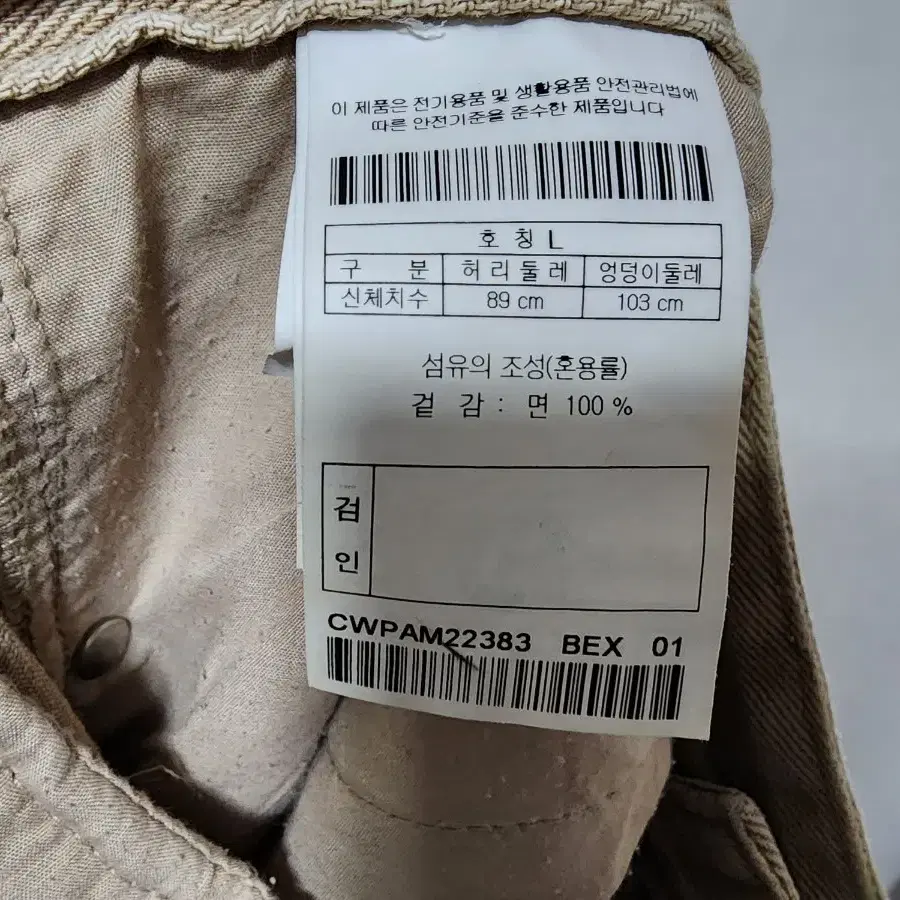 이 제품은 전기용품 및 생활용품 안전관리법에
따른 안전기준을 준수한 제품입니다
호 칭 L
구 분 허 리 둘 레 엉덩이둘레
신체치수 89 cm 103 cm
섬유의 조성(혼용률)
겉 감 : 면 100 %
검
인
CWPAM22383 BEX 01